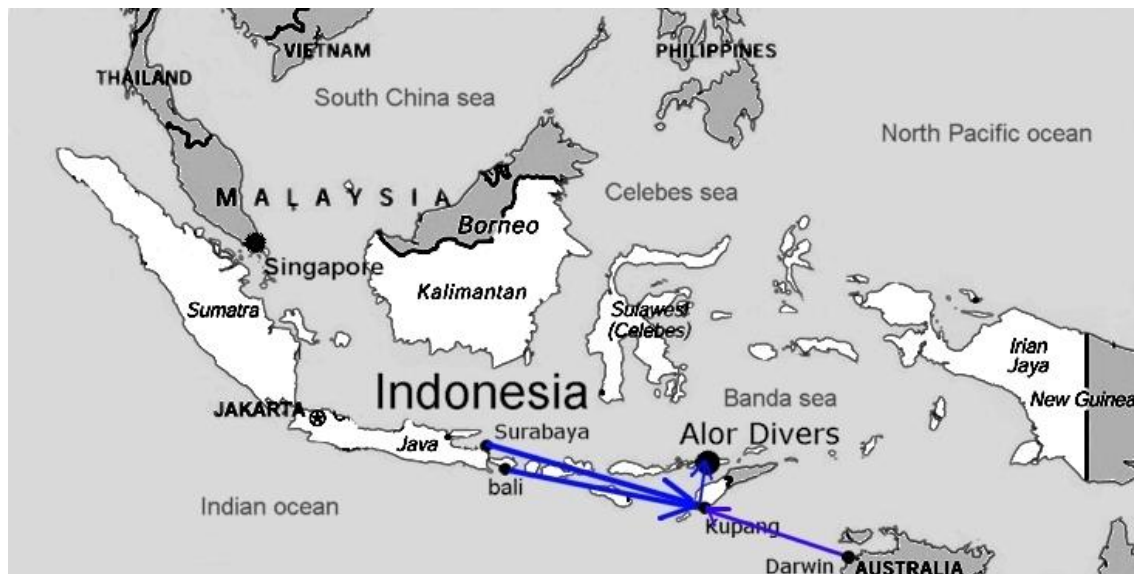 VIETNAM
PHILIPPINES
THAILAND
South China sea
North Pacific ocean
MALAYSIA
Celebes sea
Borneo
Singapore
Kalimantan
Sumatra
Sulawesi
(Celebes)
Irian
Jaya
Indonesia
New Guinea
Banda sea
JAKARTA
Surabaya
Alor Divers
Java
bali
Indian ocean
Kupang
Darwin
AUSTRALIA